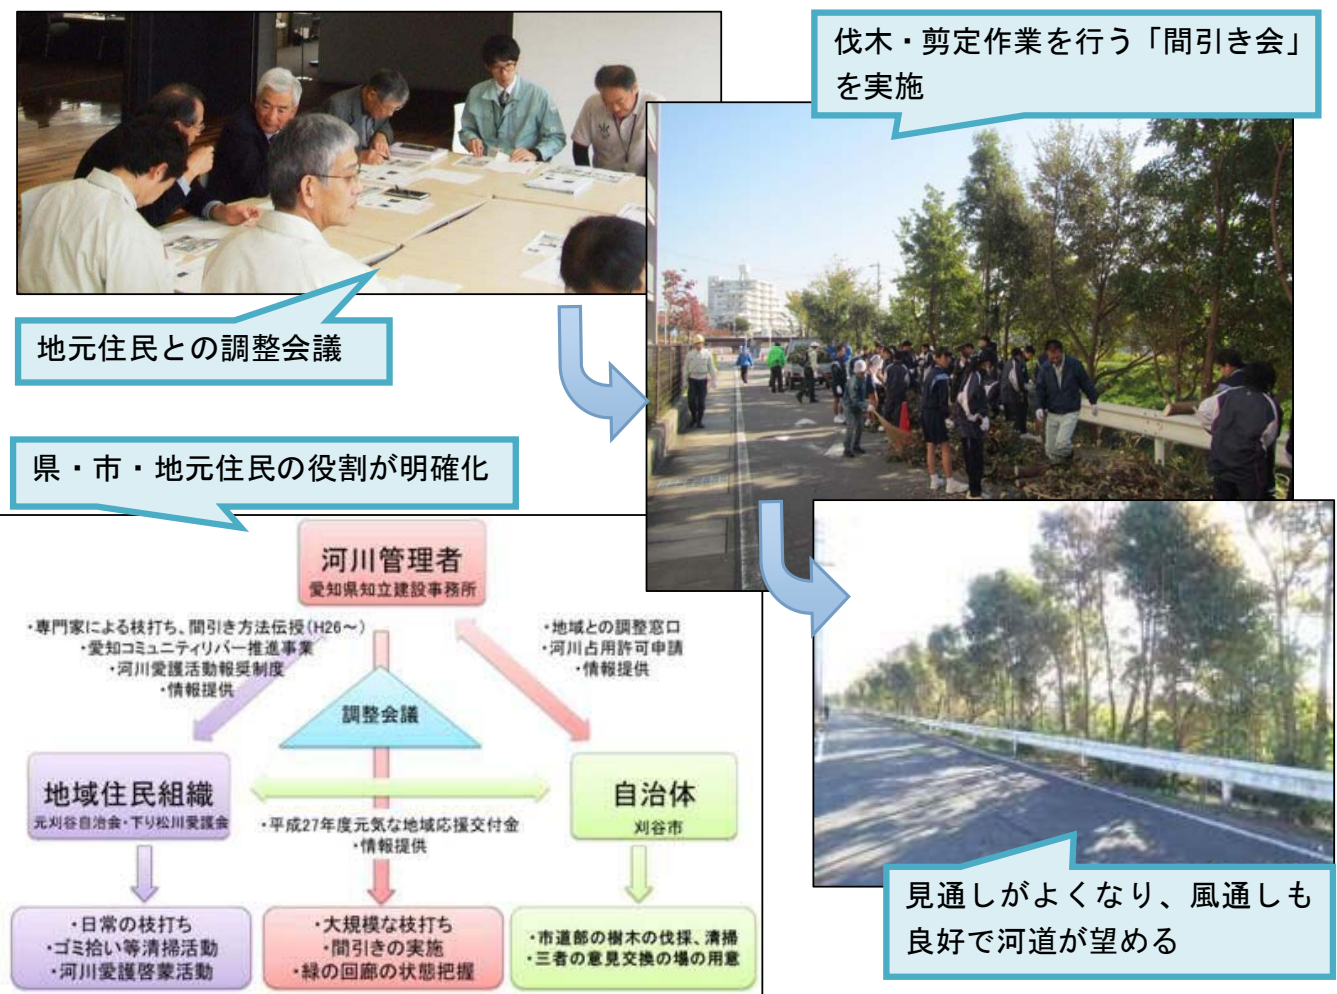 伐木・剪定作業を行う「間引き会」
を実施
地元住民との調整会議
県・市・地元住民の役割が明確化
河川管理者
愛知県知立建設事務所
・専門家による枝打ち、間引き方法伝授(H26～)
・愛知コミュニティリバー推進事業
・河川愛護活動報奨制度
・情報提供
・地域との調整窓口
・河川占用許可申請
・情報提供
調整会議
地域住民組織
元刈谷自治会・下り松川愛護会
自治体
刈谷市
・平成27年度元気な地域応援交付金
・情報提供
・日常の枝打ち
・ゴミ拾い等清掃活動
・河川愛護啓蒙活動
・大規模な枝打ち
・間引きの実施
・緑の回廊の状態把握
・市道部の樹木の伐採、清掃
・三者の意見交換の場の用意
見通しがよくなり、風通しも
良好で河道が望める